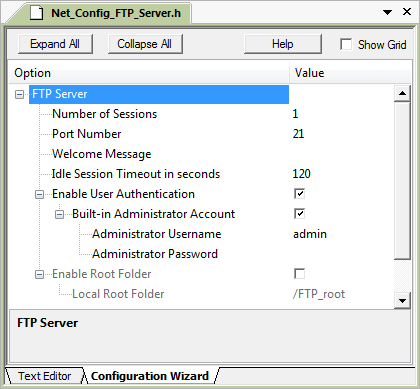 Net_Config_FTP_Server.h
Expand All Collapse All Help Show Grid
Option Value
FTP Server
Number of Sessions 1
Port Number 21
Welcome Message
Idle Session Timeout in seconds 120
Enable User Authentication
Built-in Administrator Account
Administrator Username admin
Administrator Password
Enable Root Folder
Local Root Folder /FTP_root
FTP Server
Text Editor Configuration Wizard